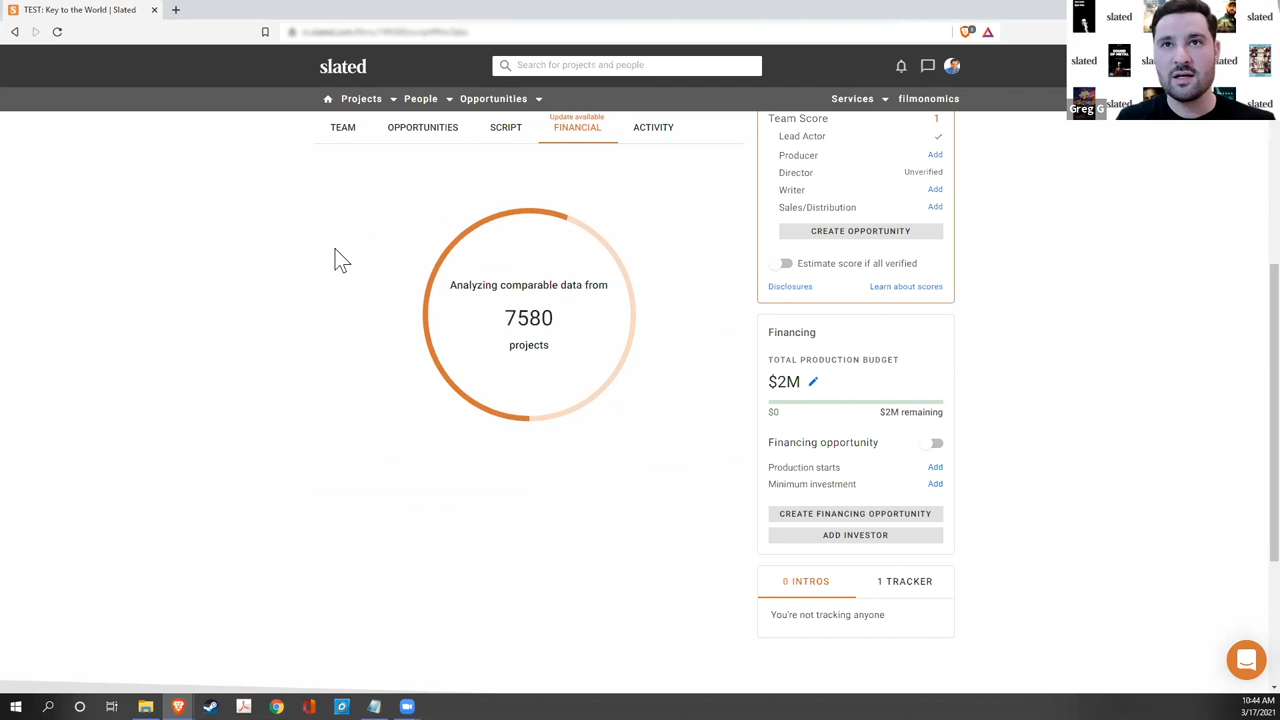 TEST: Key to the World | Slated
slated
Search for projects and people
Projects People Opportunities Services filmonomics
Update available
TEAM OPPORTUNITIES SCRIPT FINANCIAL ACTIVITY
Analyzing comparable data from
7580
projects
Team Score 1
Lead Actor
Producer Add
Director Unverified
Writer Add
Sales/Distribution Add
CREATE OPPORTUNITY
Estimate score if all verified
Disclosures Learn about scores
Financing
TOTAL PRODUCTION BUDGET
$2M
$0 $2M remaining
Financing opportunity
Production starts Add
Minimum investment Add
CREATE FINANCING OPPORTUNITY
ADD INVESTOR
0 INTROS 1 TRACKER
You're not tracking anyone
slated
slated
slated
SOUND OF METAL
slated
Greg G
slated
10:44 AM
3/17/2021